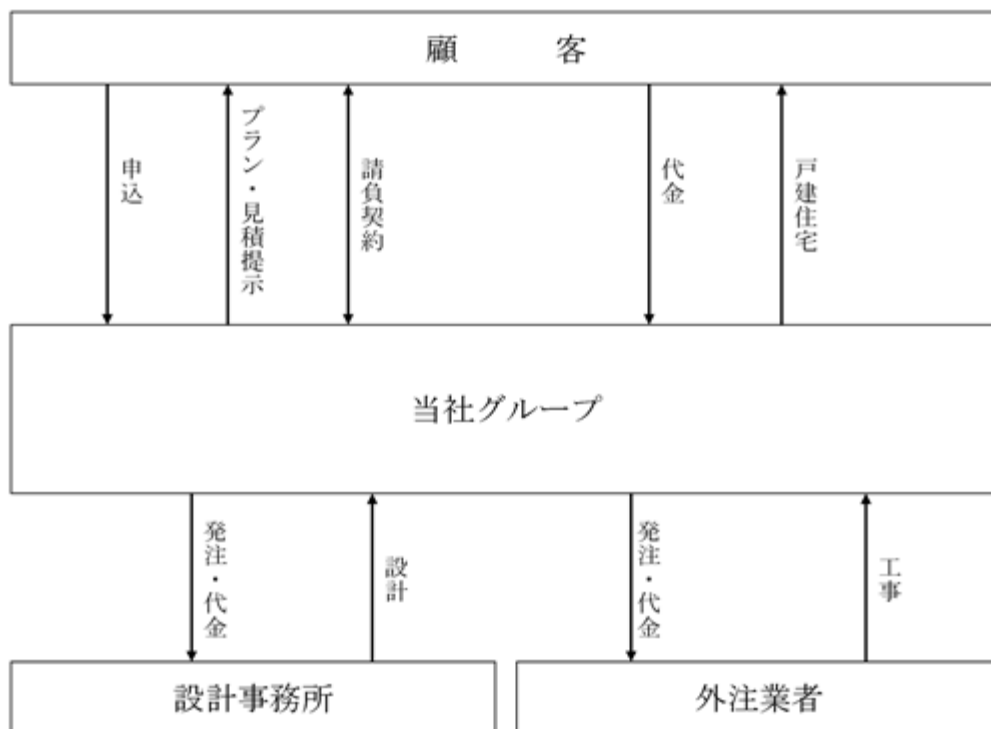 顧客
申込
プラン・見積提示
請負契約
代金
戸建住宅
当社グループ
発注・代金
設計
発注・代金
工事
設計事務所
外注業者